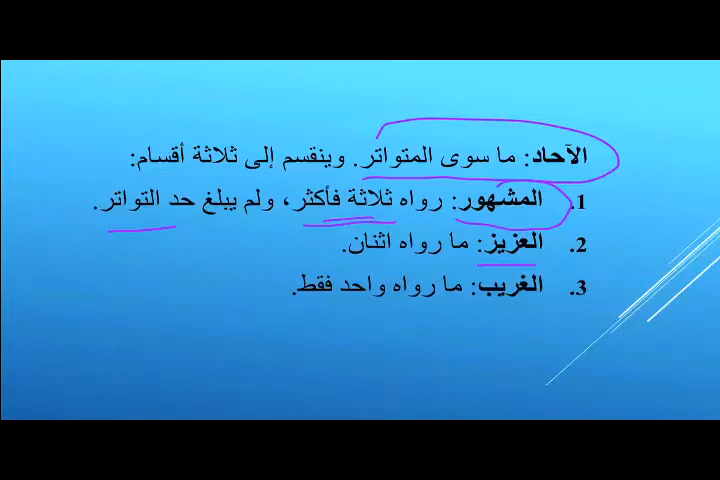 الآحاد: ما سوى المتواتر. وينقسم إلى ثلاثة أقسام:
1. المشهور: رواه ثلاثة فأكثر، ولم يبلغ حد التواتر.
2. العزيز: ما رواه اثنان.
3. الغريب: ما رواه واحد فقط.